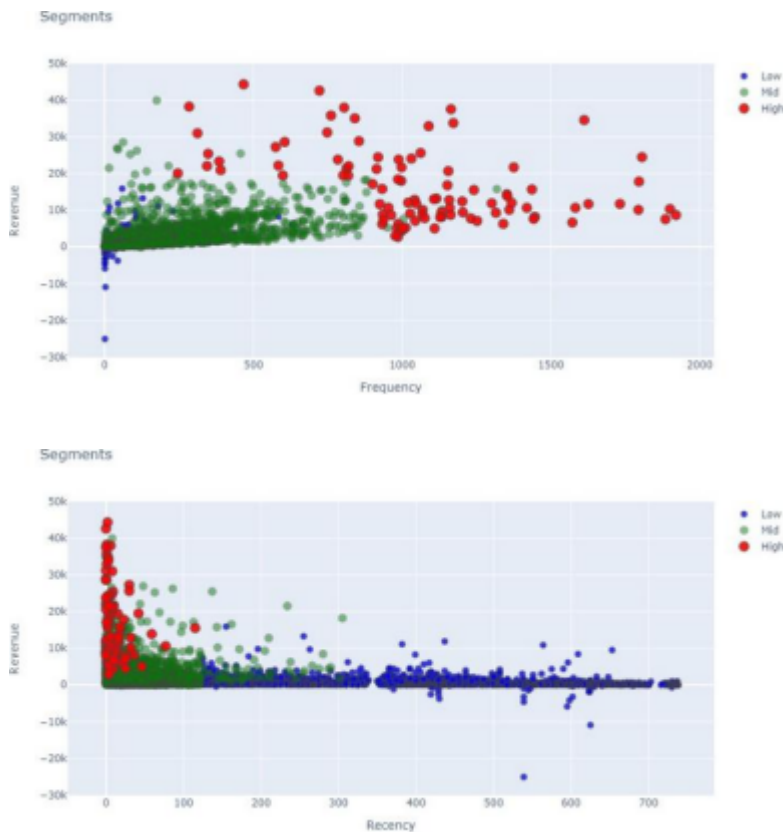 Segments
50k
40k
30k
20k
10k
0
−10k
−20k
−30k
Revenue
0 500 1000 1500 2000
Frequency
Low
Mid
High
Segments
50k
40k
30k
20k
10k
0
−10k
−20k
−30k
Revenue
0 100 200 300 400 500 600 700
Recency
Low
Mid
High